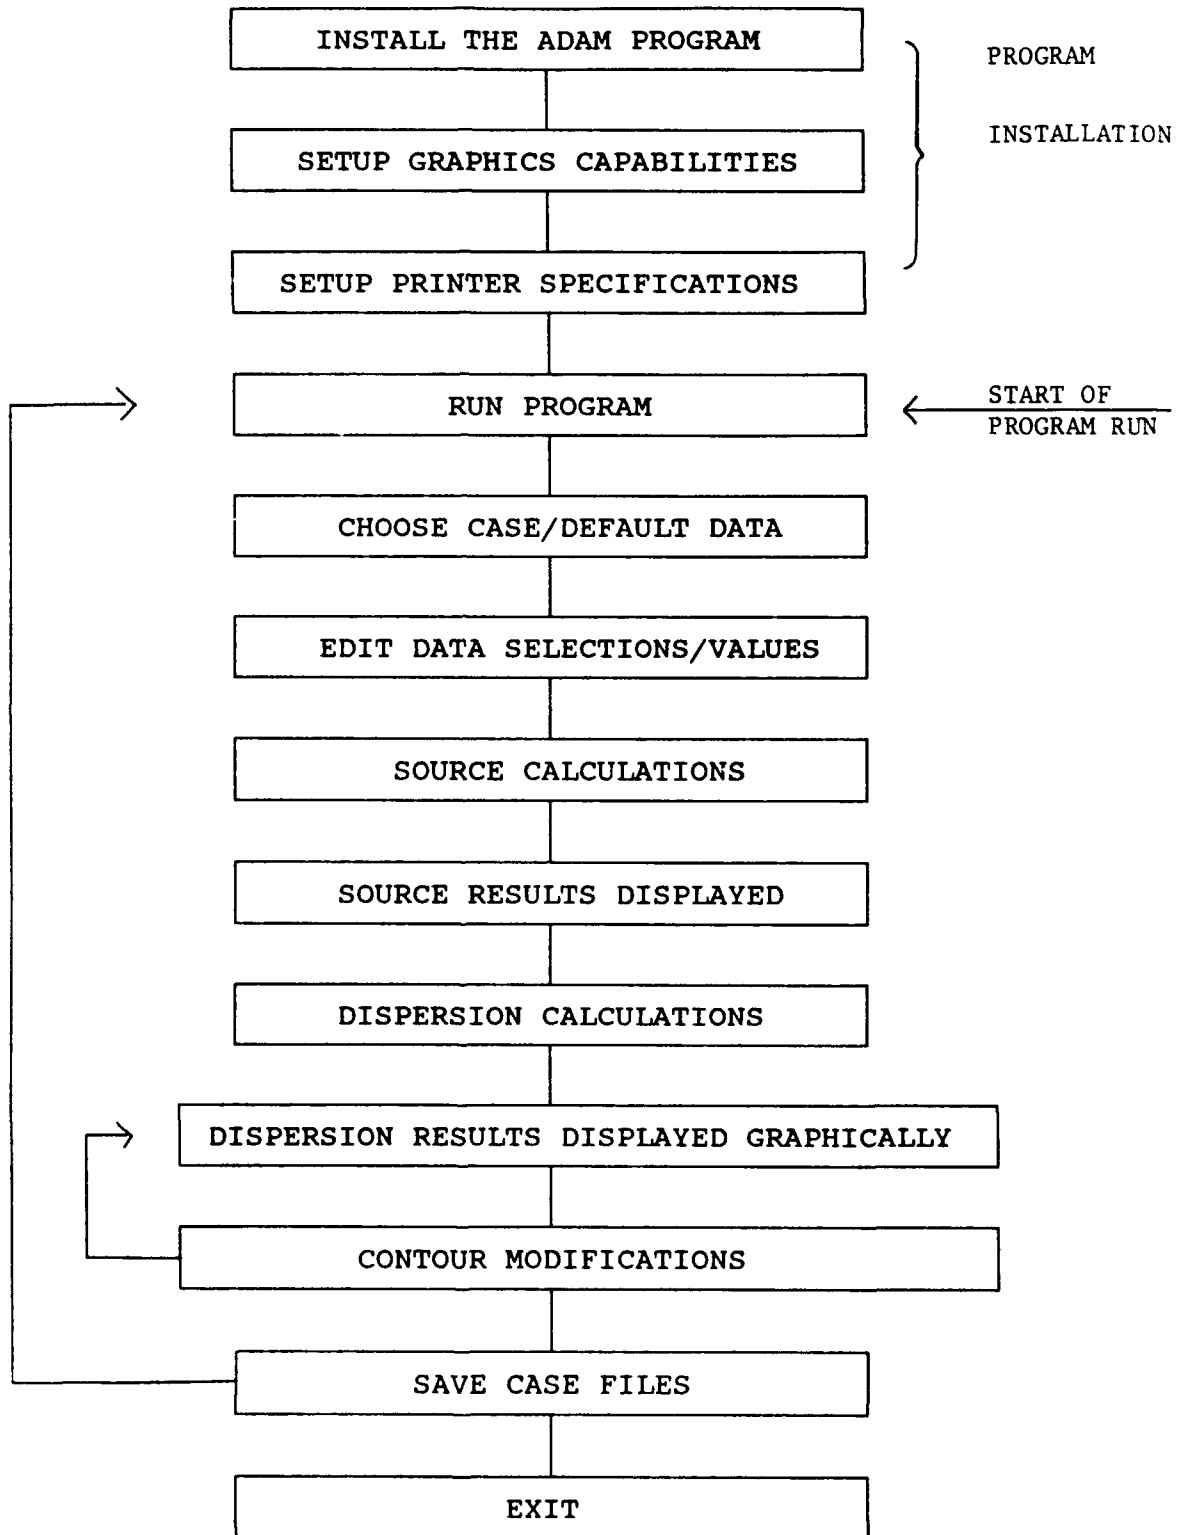 INSTALL THE ADAM PROGRAM
PROGRAM
INSTALLATION
SETUP GRAPHICS CAPABILITIES
SETUP PRINTER SPECIFICATIONS
RUN PROGRAM
START OF
PROGRAM RUN
CHOOSE CASE/DEFAULT DATA
EDIT DATA SELECTIONS/VALUES
SOURCE CALCULATIONS
SOURCE RESULTS DISPLAYED
DISPERSION CALCULATIONS
DISPERSION RESULTS DISPLAYED GRAPHICALLY
CONTOUR MODIFICATIONS
SAVE CASE FILES
EXIT